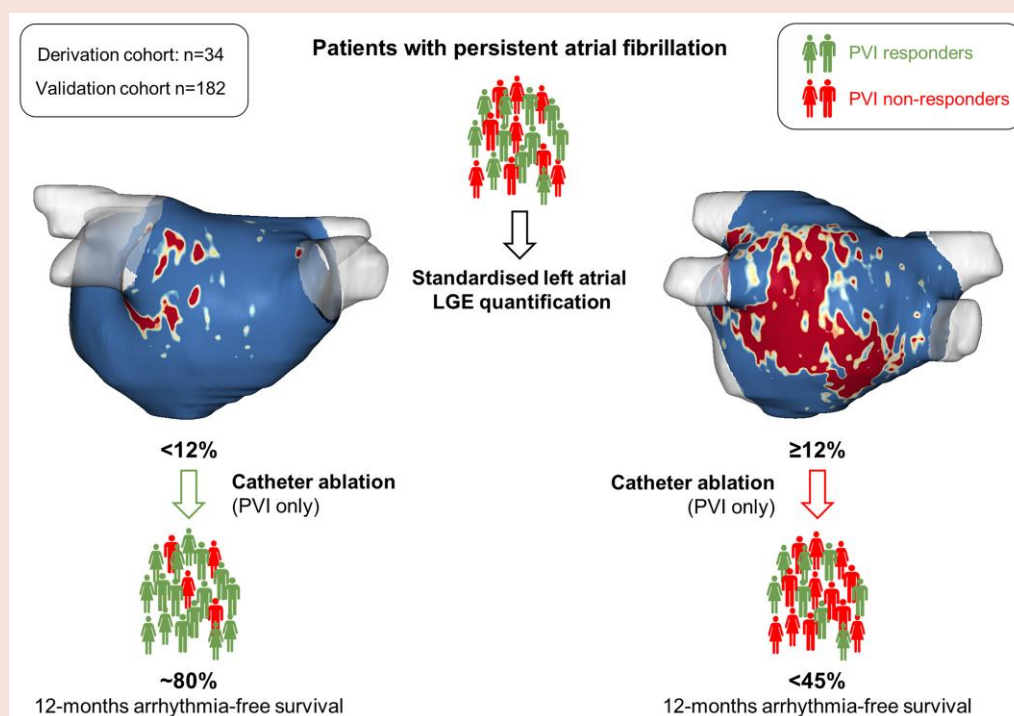 Derivation cohort: n=34
Validation cohort n=182
Patients with persistent atrial fibrillation
PVI responders
PVI non-responders
Standardised left atrial
LGE quantification
<12%
≥12%
Catheter ablation
(PVI only)
Catheter ablation
(PVI only)
~80%
12-months arrhythmia-free survival
<45%
12-months arrhythmia-free survival